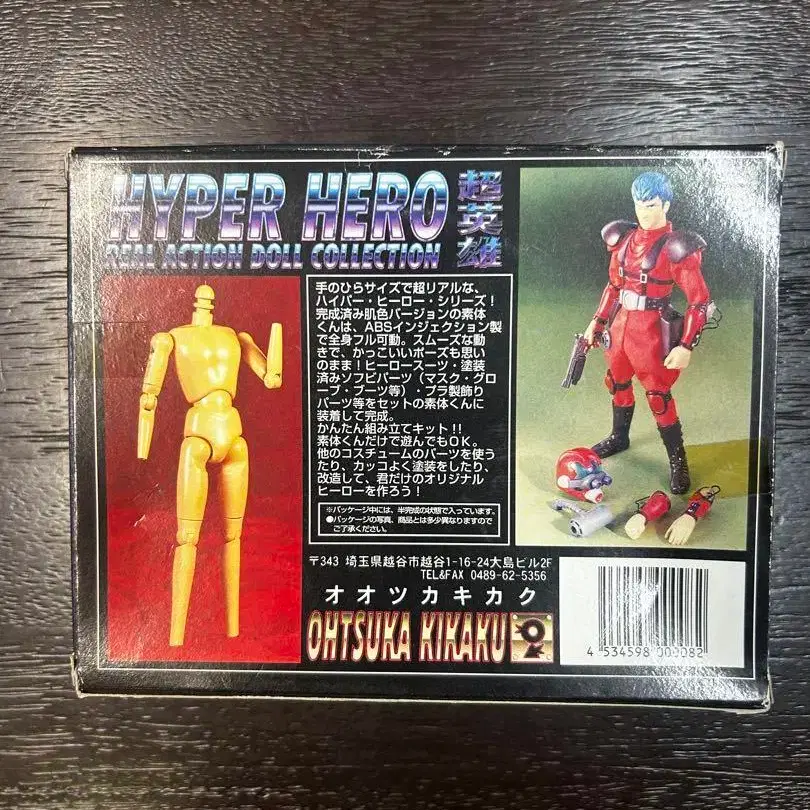 HYPER HERO
REAL ACTION DOLL COLLECTION
超英雄
手のひらサイズで超リアルな、
ハイパー・ヒーロー・シリーズ！
完成済み肌色バージョンの素体
くんは、ABSインジェクション製
で全身フル可動。スムーズな動
きで、かっこいいポーズも思い
のまま！ヒーロースーツ・塗装
済みソフビパーツ（マスク・グロ
ーブ・ブーツ等）・プラ製飾り
パーツ等をセットの素体くんに
装着して完成。
かんたん組み立てキット!!
素体くんだけで遊んでもOK。
他のコスチュームのパーツを使う
たり、カッコよく塗装をしたり、
改造して、君だけのオリジナル
ヒーローを作ろう！
※パッケージ中には、半完成の状態で入っています。
●パッケージの写真、商品とは多少異なりますので
ご了承ください。
〒343 埼玉県越谷市越谷1-16-24大島ビル2F
TEL&FAX 0489-62-5356
オオツカキカク
OHTSUKA KIKAKU
4 534598 000082